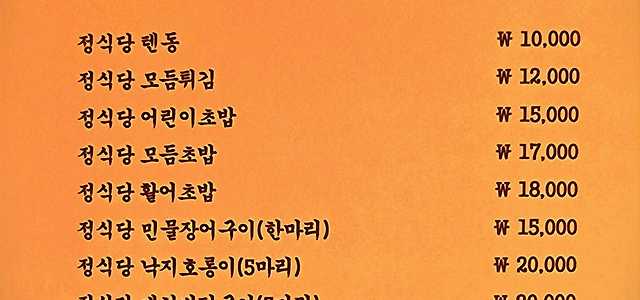 정식당 텐동 ₩ 10,000
정식당 모듬튀김 ₩ 12,000
정식당 어린이초밥 ₩ 15,000
정식당 모듬초밥 ₩ 17,000
정식당 활어초밥 ₩ 18,000
정식당 민물장어구이(한마리) ₩ 15,000
정식당 낙지호롱이(5마리) ₩ 20,000